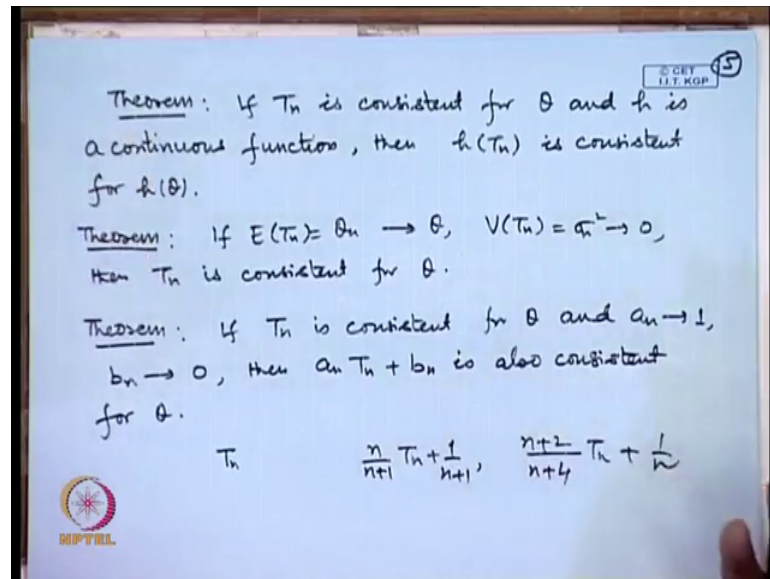 © CET
I.I.T. KGP
5
Theorem: If Tn is consistent for θ and h is
a continuous function, then h(Tn) is consistent
for h(θ).
Theorem: If E(Tn) = θn → θ, V(Tn) = σn² → 0,
then Tn is consistent for θ.
Theorem: If Tn is consistent for θ and an → 1,
bn → 0, then an Tn + bn is also consistent
for θ.
Tn n/n+1 Tn + 1/n+1, n+2/n+4 Tn + 1/n
NPTEL